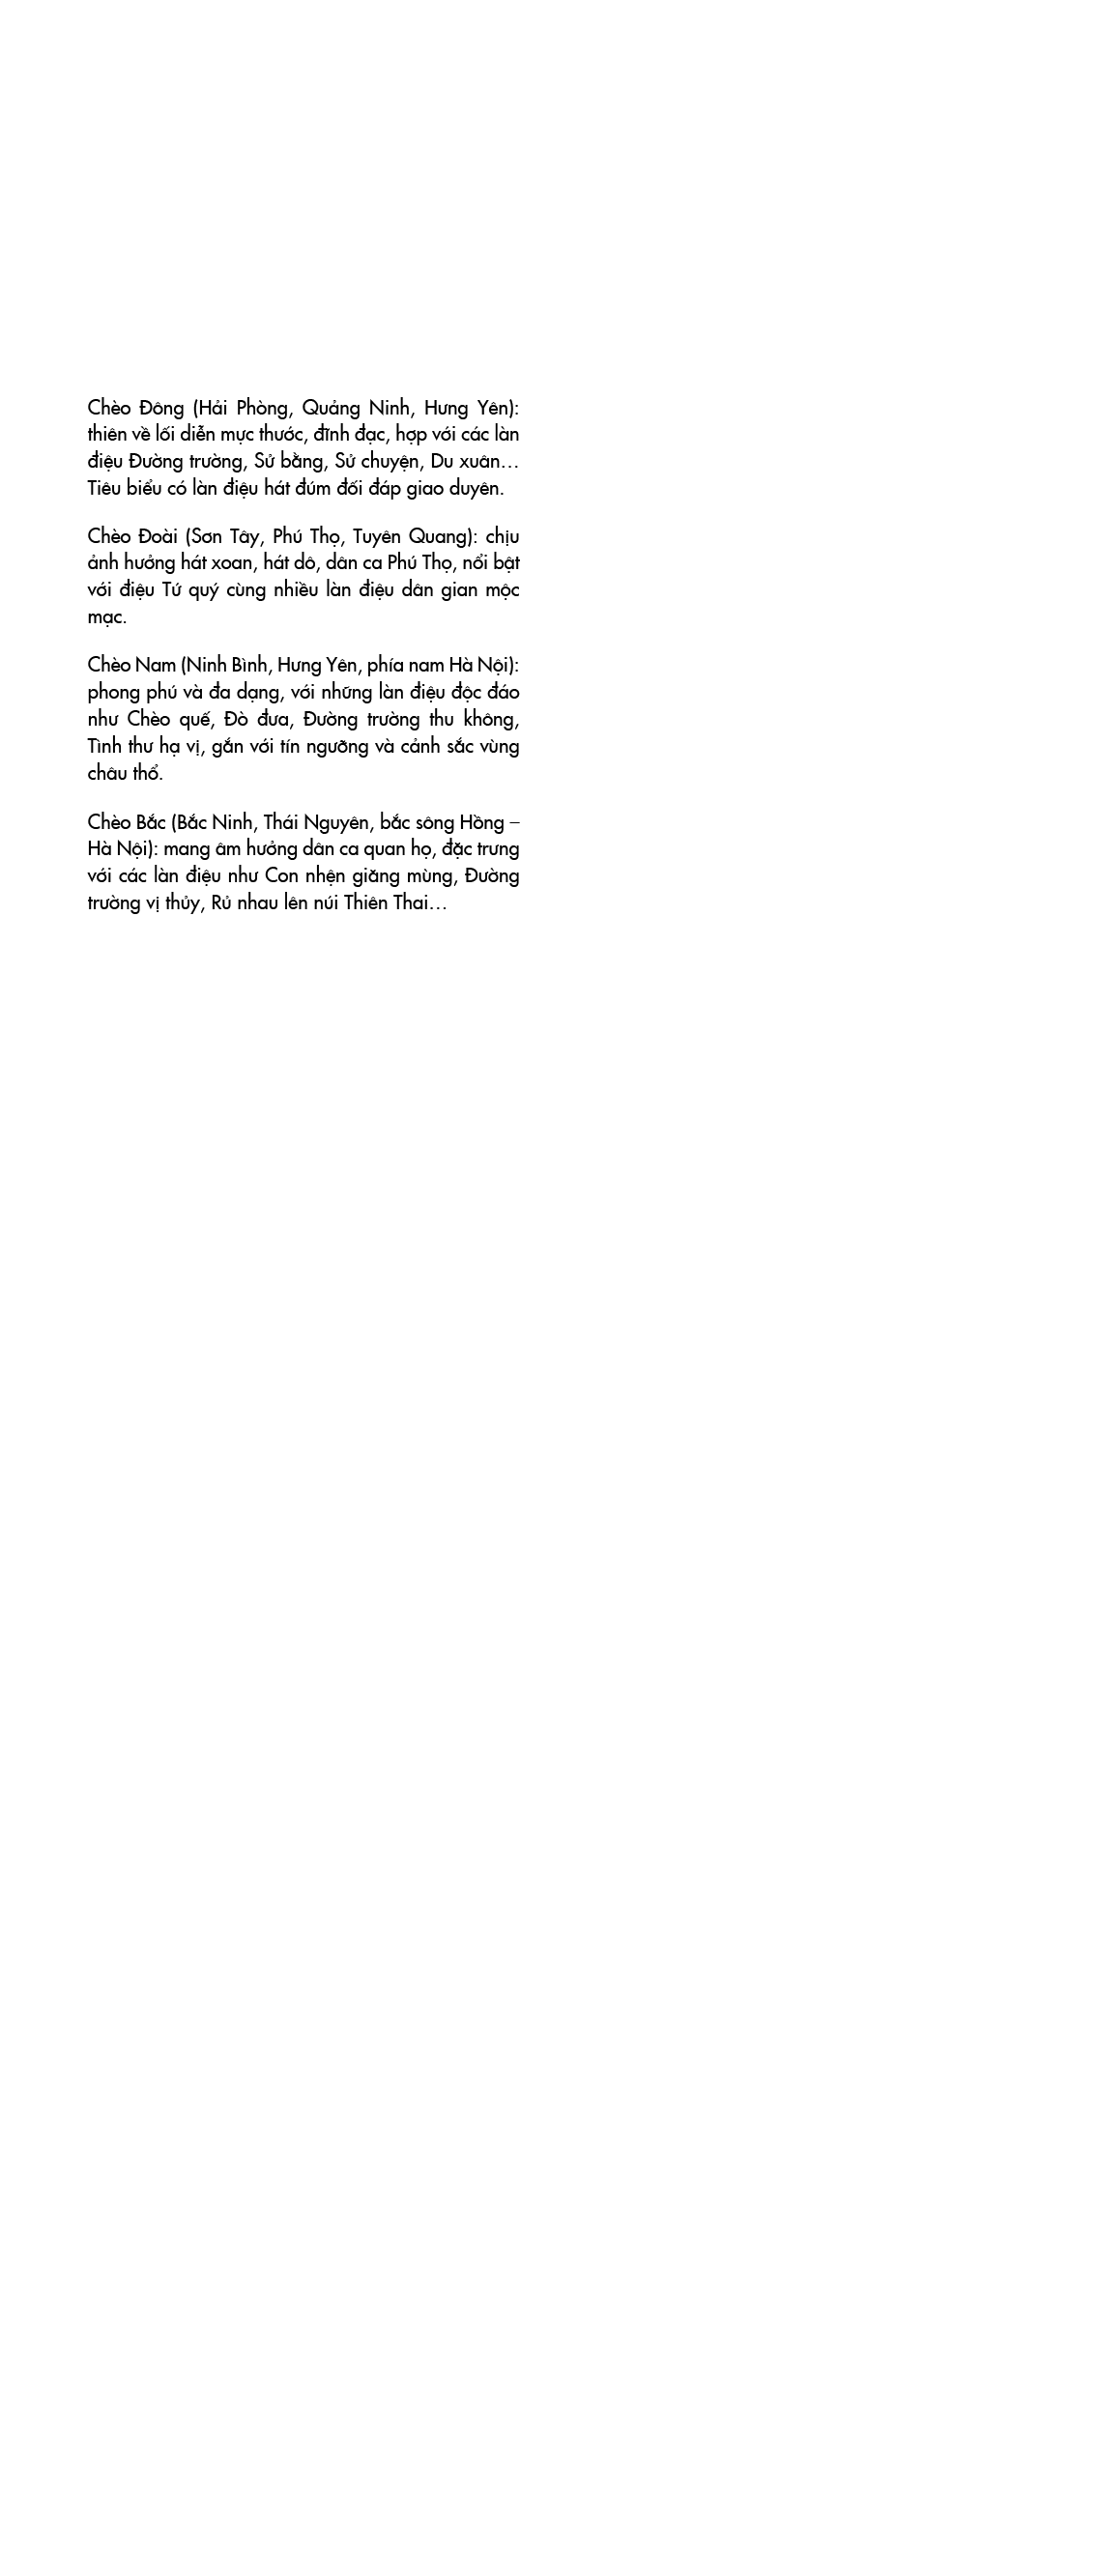 Chèo Đông (Hải Phòng, Quảng Ninh, Hưng Yên):
thiên về lối diễn mực thước, đĩnh đạc, hợp với các làn
điệu Đường trường, Sử bằng, Sử chuyện, Du xuân...
Tiêu biểu có làn điệu hát đúm đối đáp giao duyên.
Chèo Đoài (Sơn Tây, Phú Thọ, Tuyên Quang): chịu
ảnh hưởng hát xoan, hát dô, dân ca Phú Thọ, nổi bật
với điệu Tứ quý cùng nhiều làn điệu dân gian mộc
mạc.
Chèo Nam (Ninh Bình, Hưng Yên, phía nam Hà Nội):
phong phú và đa dạng, với những làn điệu độc đáo
như Chèo quế, Đò đưa, Đường trường thu không,
Tình thư hạ vị, gắn với tín ngưỡng và cảnh sắc vùng
châu thổ.
Chèo Bắc (Bắc Ninh, Thái Nguyên, bắc sông Hồng –
Hà Nội): mang âm hưởng dân ca quan họ, đặc trưng
với các làn điệu như Con nhện giăng mùng, Đường
trường vị thủy, Rủ nhau lên núi Thiên Thai...